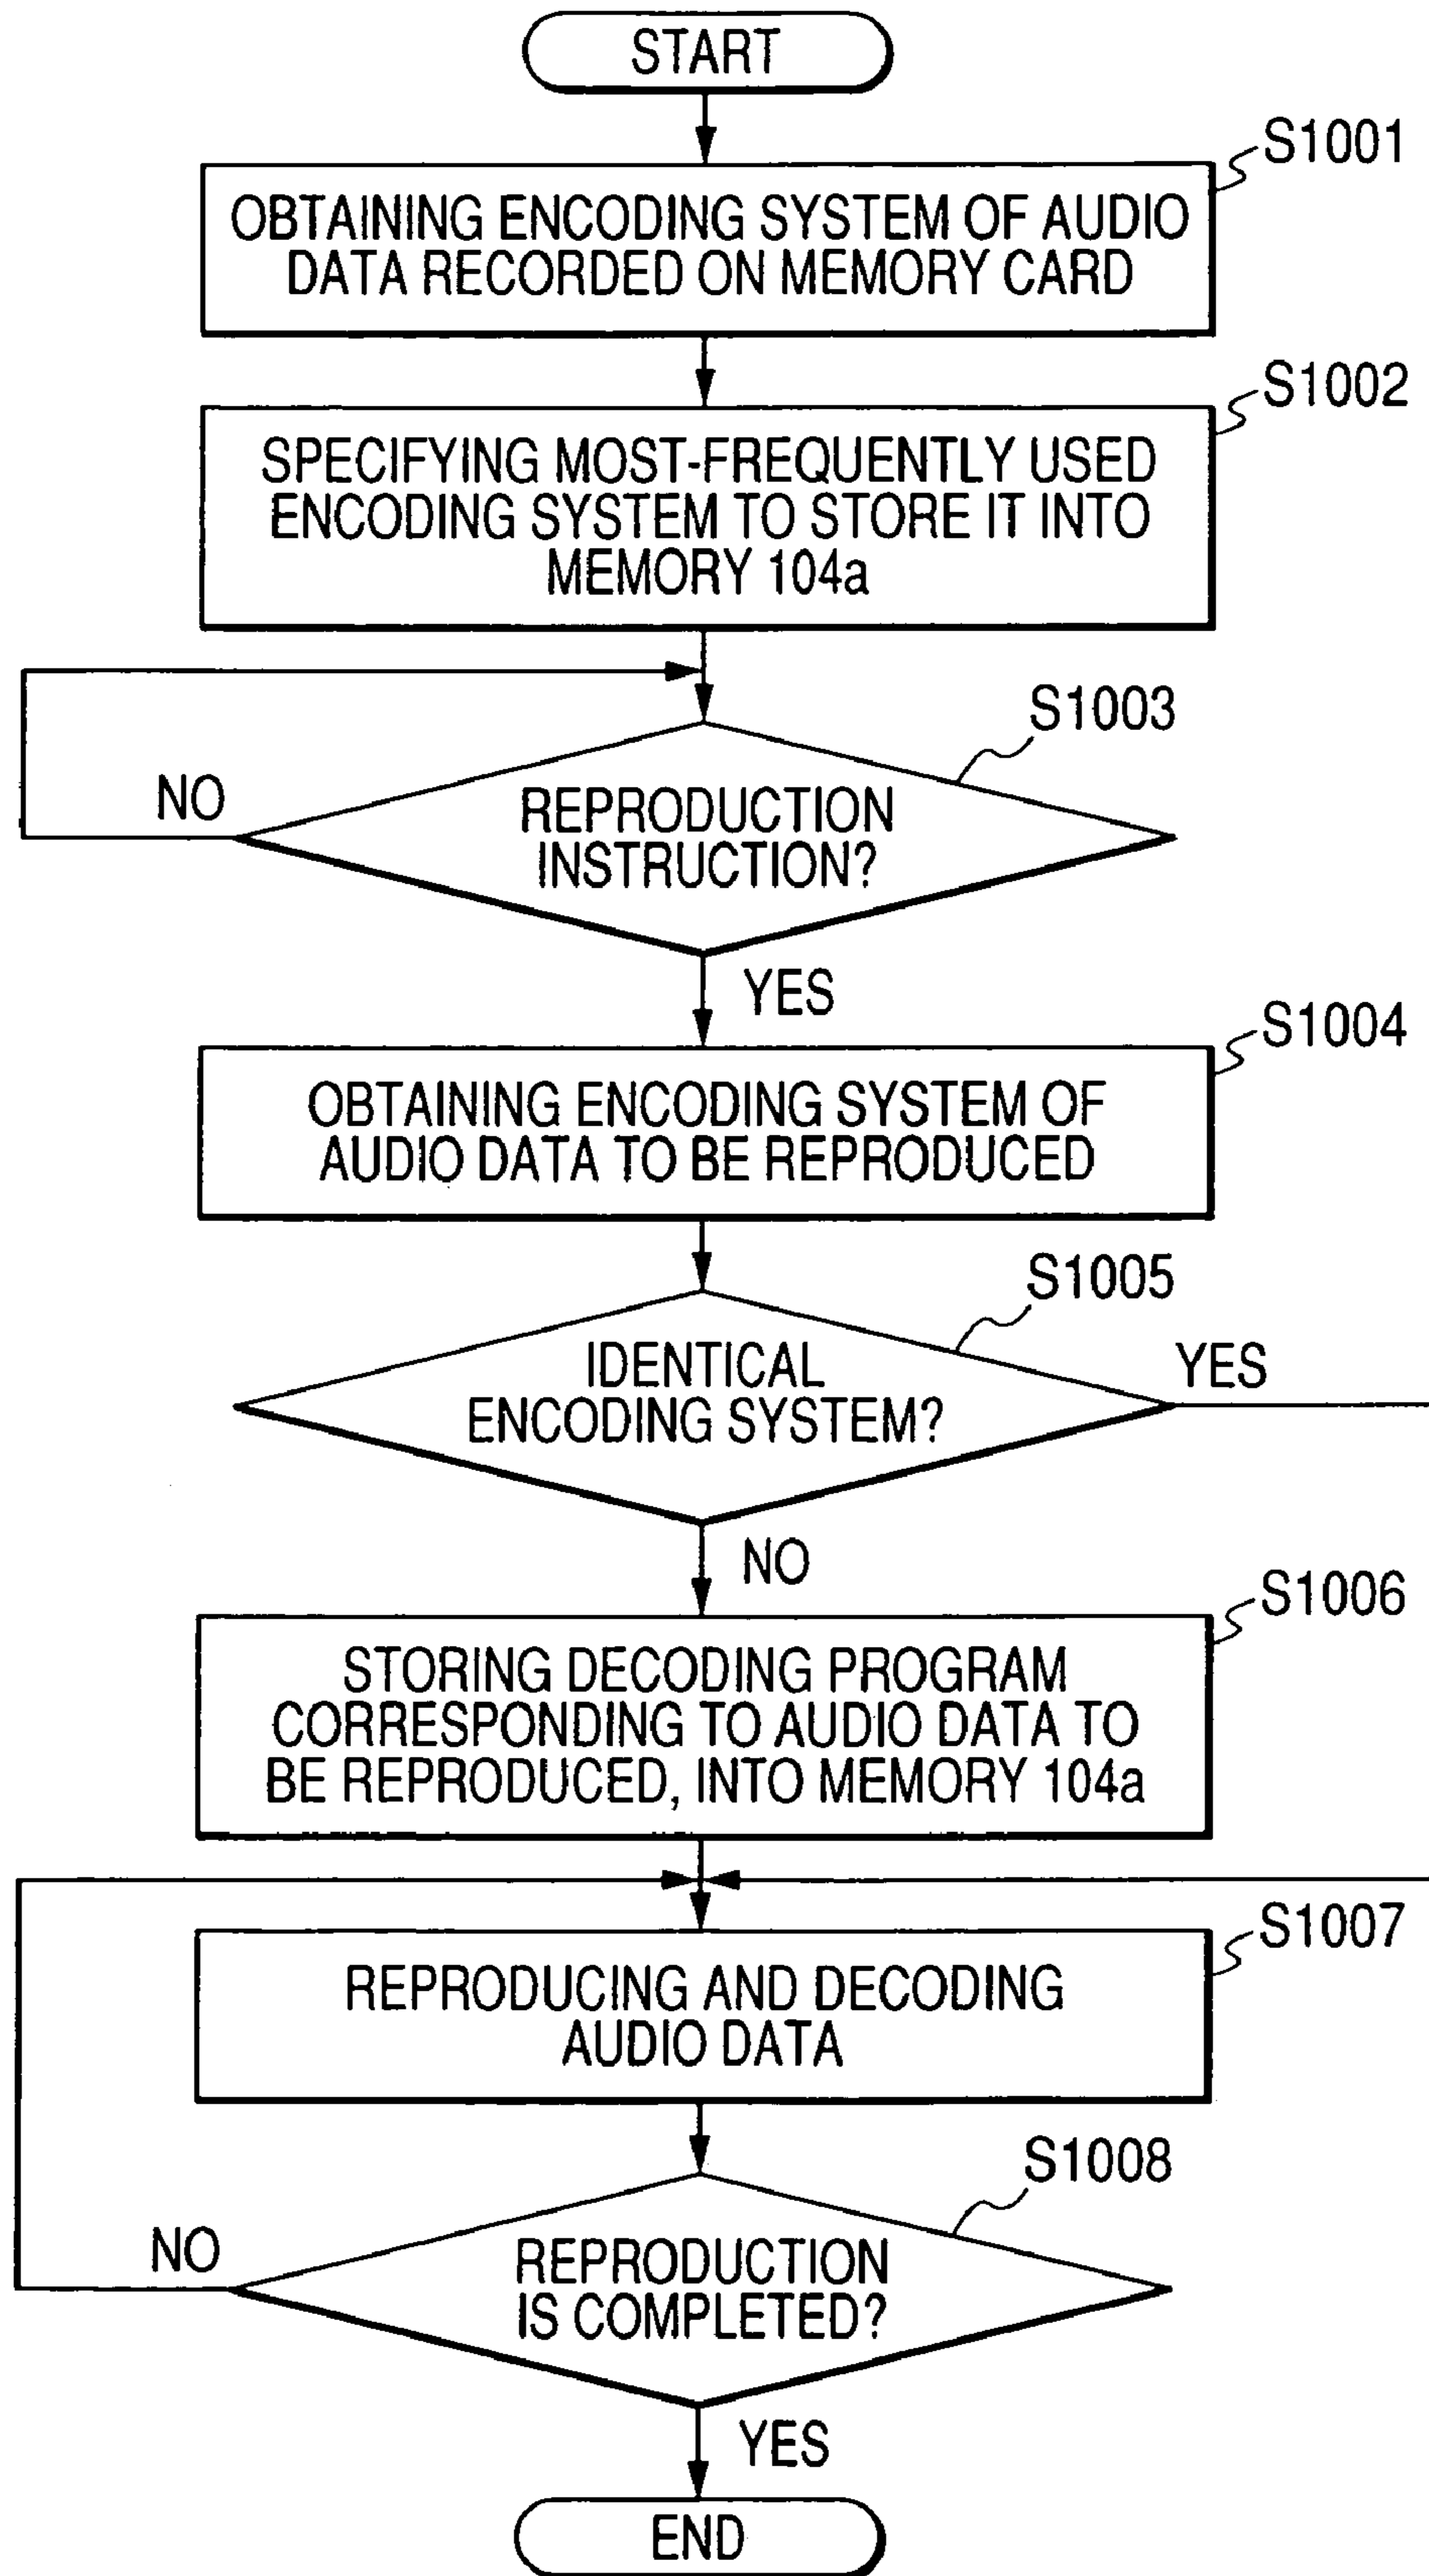 START
S1001
OBTAINING ENCODING SYSTEM OF AUDIO
DATA RECORDED ON MEMORY CARD
S1002
SPECIFYING MOST-FREQUENTLY USED
ENCODING SYSTEM TO STORE IT INTO
MEMORY 104a
S1003
NO
REPRODUCTION
INSTRUCTION?
YES
S1004
OBTAINING ENCODING SYSTEM OF
AUDIO DATA TO BE REPRODUCED
S1005
IDENTICAL
ENCODING SYSTEM?
YES
NO
S1006
STORING DECODING PROGRAM
CORRESPONDING TO AUDIO DATA TO
BE REPRODUCED, INTO MEMORY 104a
S1007
REPRODUCING AND DECODING
AUDIO DATA
S1008
NO
REPRODUCTION
IS COMPLETED?
YES
END